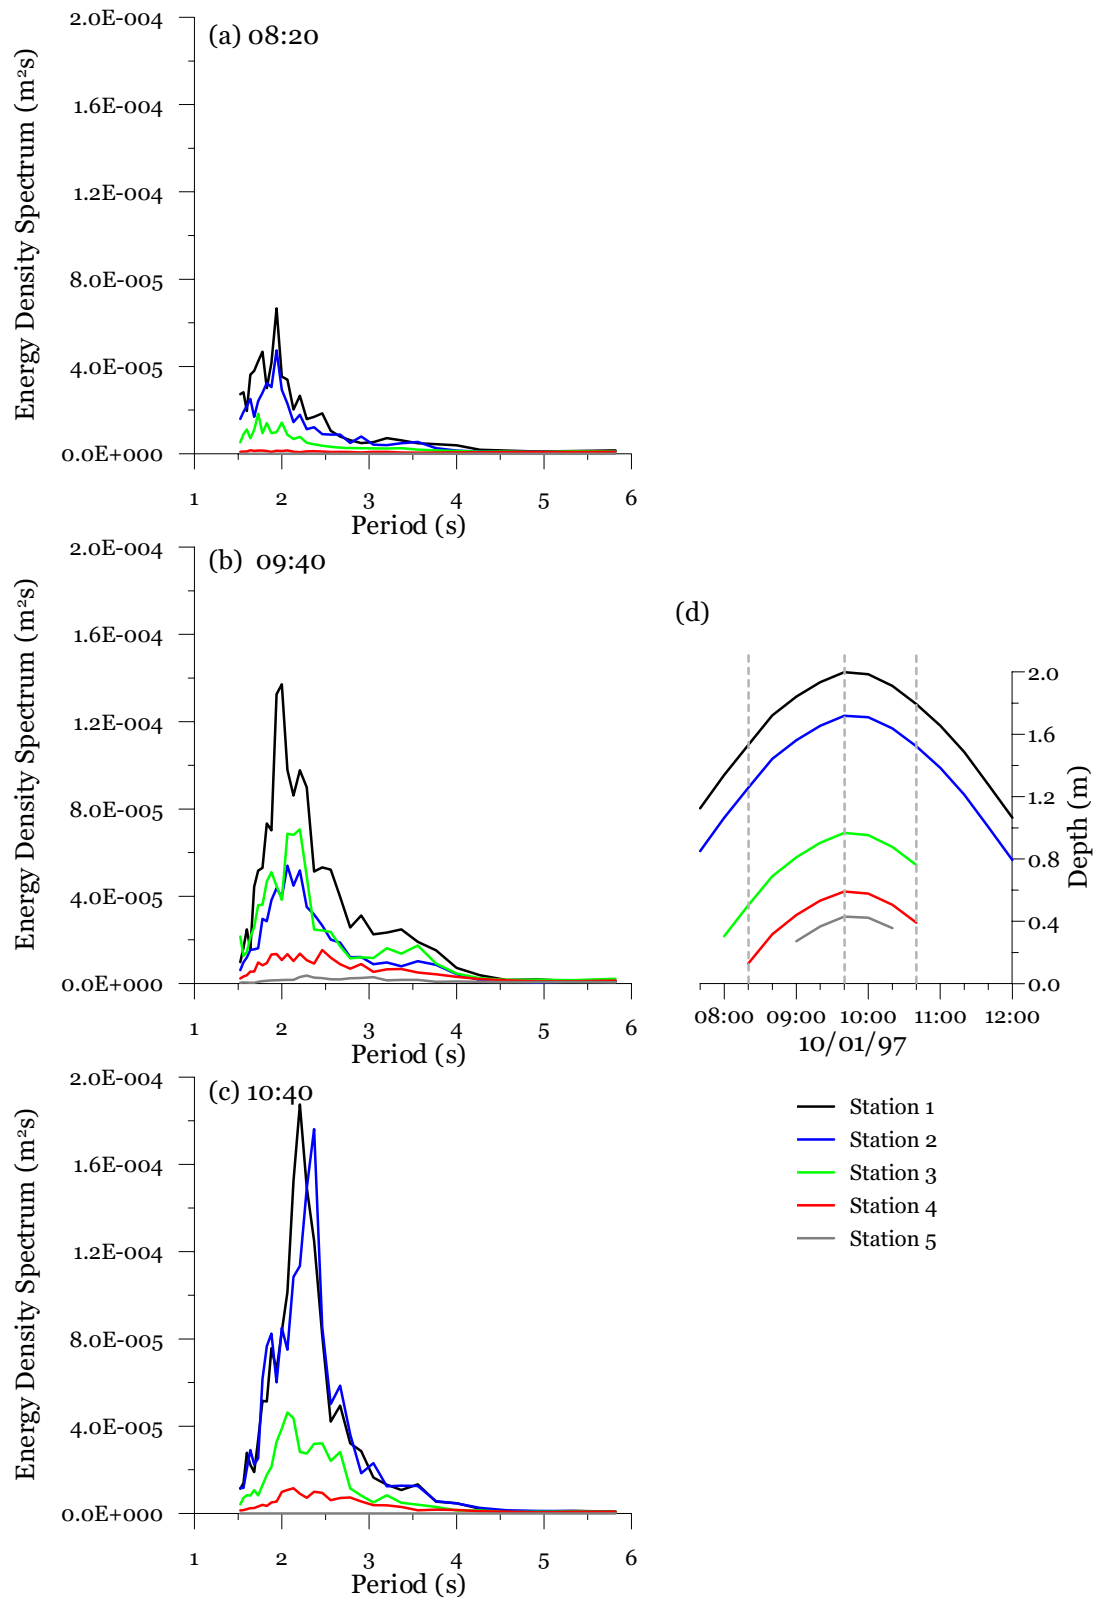 (a) 08:20
Energy Density Spectrum (m²s)
2.0E-004
1.6E-004
1.2E-004
8.0E-005
4.0E-005
0.0E+000
1 2 3 4 5 6
Period (s)
(b) 09:40
Energy Density Spectrum (m²s)
2.0E-004
1.6E-004
1.2E-004
8.0E-005
4.0E-005
0.0E+000
1 2 3 4 5 6
Period (s)
(c) 10:40
Energy Density Spectrum (m²s)
2.0E-004
1.6E-004
1.2E-004
8.0E-005
4.0E-005
0.0E+000
1 2 3 4 5 6
Period (s)
(d)
2.0
1.6
1.2
0.8
0.4
0.0
Depth (m)
08:00 09:00 10:00 11:00 12:00
10/01/97
Station 1
Station 2
Station 3
Station 4
Station 5